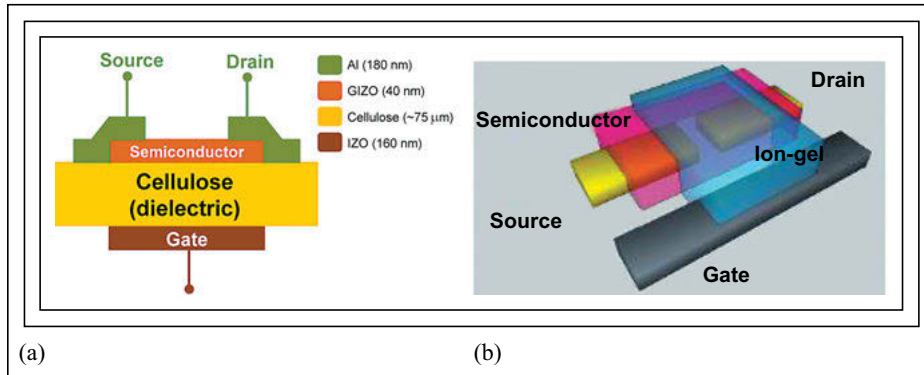 Source
Drain
Al (180 nm)
GIZO (40 nm)
Cellulose (~75 μm)
IZO (160 nm)
Semiconductor
Cellulose
(dielectric)
Gate
Drain
Semiconductor
Ion-gel
Source
Gate
(a)
(b)